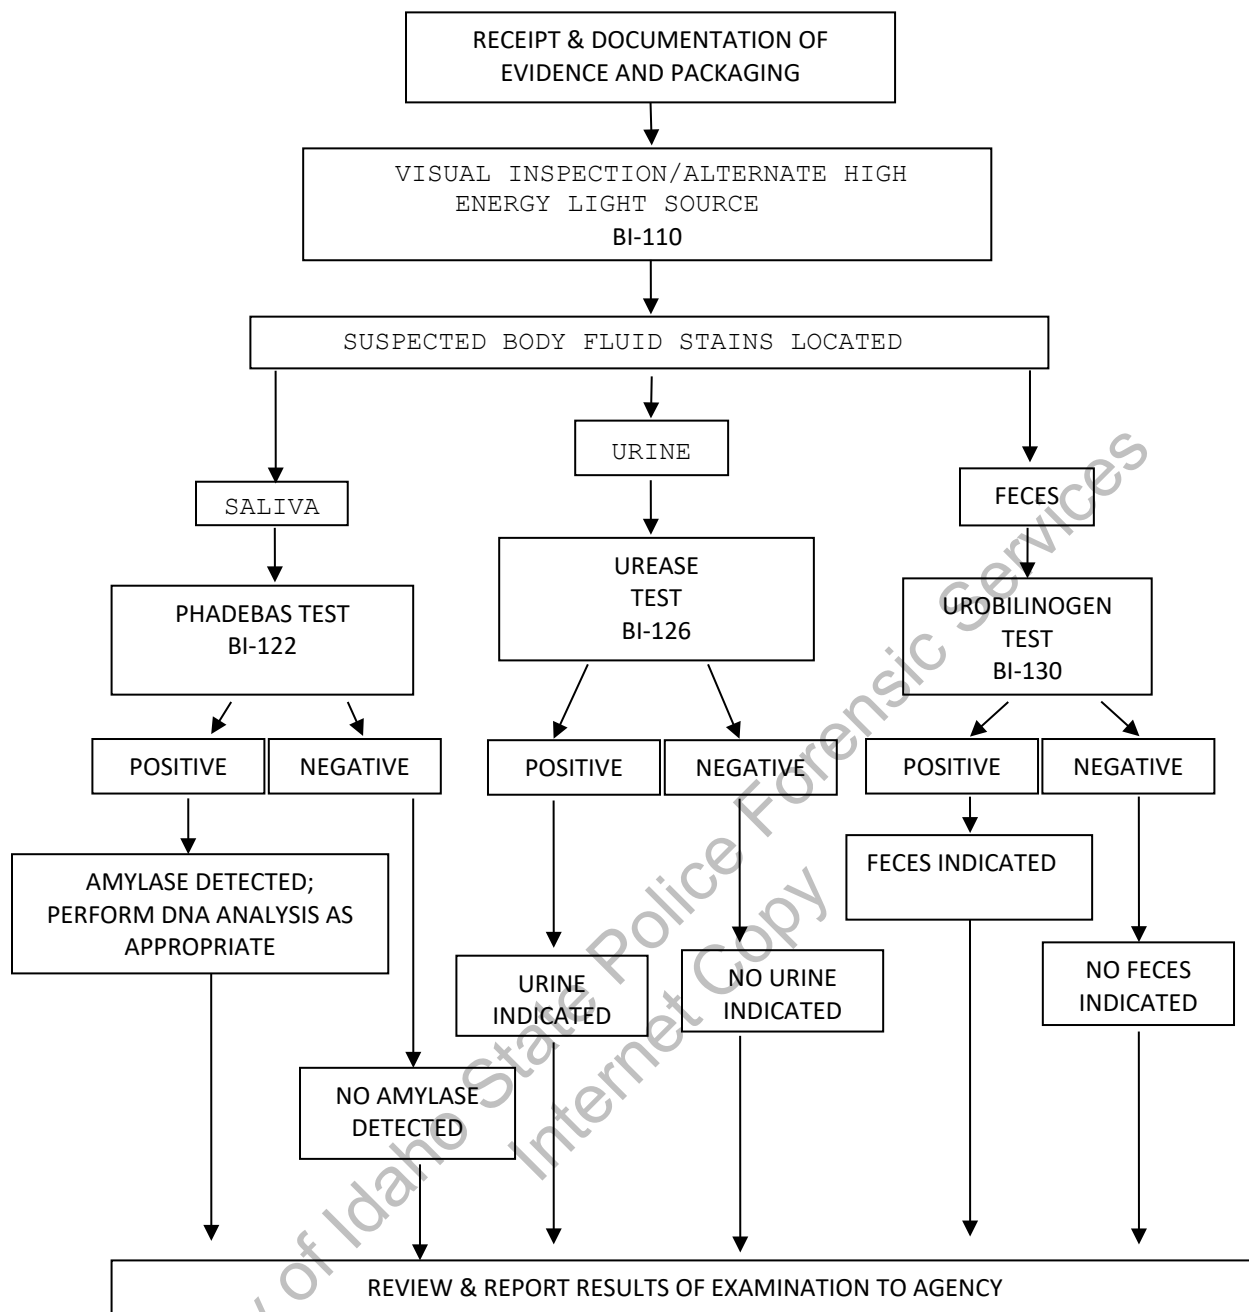 RECEIPT & DOCUMENTATION OF
EVIDENCE AND PACKAGING
VISUAL INSPECTION/ALTERNATE HIGH
ENERGY LIGHT SOURCE
BI-110
SUSPECTED BODY FLUID STAINS LOCATED
SALIVA
URINE
FECES
PHADEBAS TEST
BI-122
UREASE
TEST
BI-126
UROBILINOGEN
TEST
BI-130
POSITIVE
NEGATIVE
POSITIVE
NEGATIVE
POSITIVE
NEGATIVE
AMYLASE DETECTED;
PERFORM DNA ANALYSIS AS
APPROPRIATE
NO AMYLASE
DETECTED
URINE
INDICATED
NO URINE
INDICATED
FECES INDICATED
NO FECES
INDICATED
REVIEW & REPORT RESULTS OF EXAMINATION TO AGENCY
of Idaho State Police Forensic Services
Internet Copy